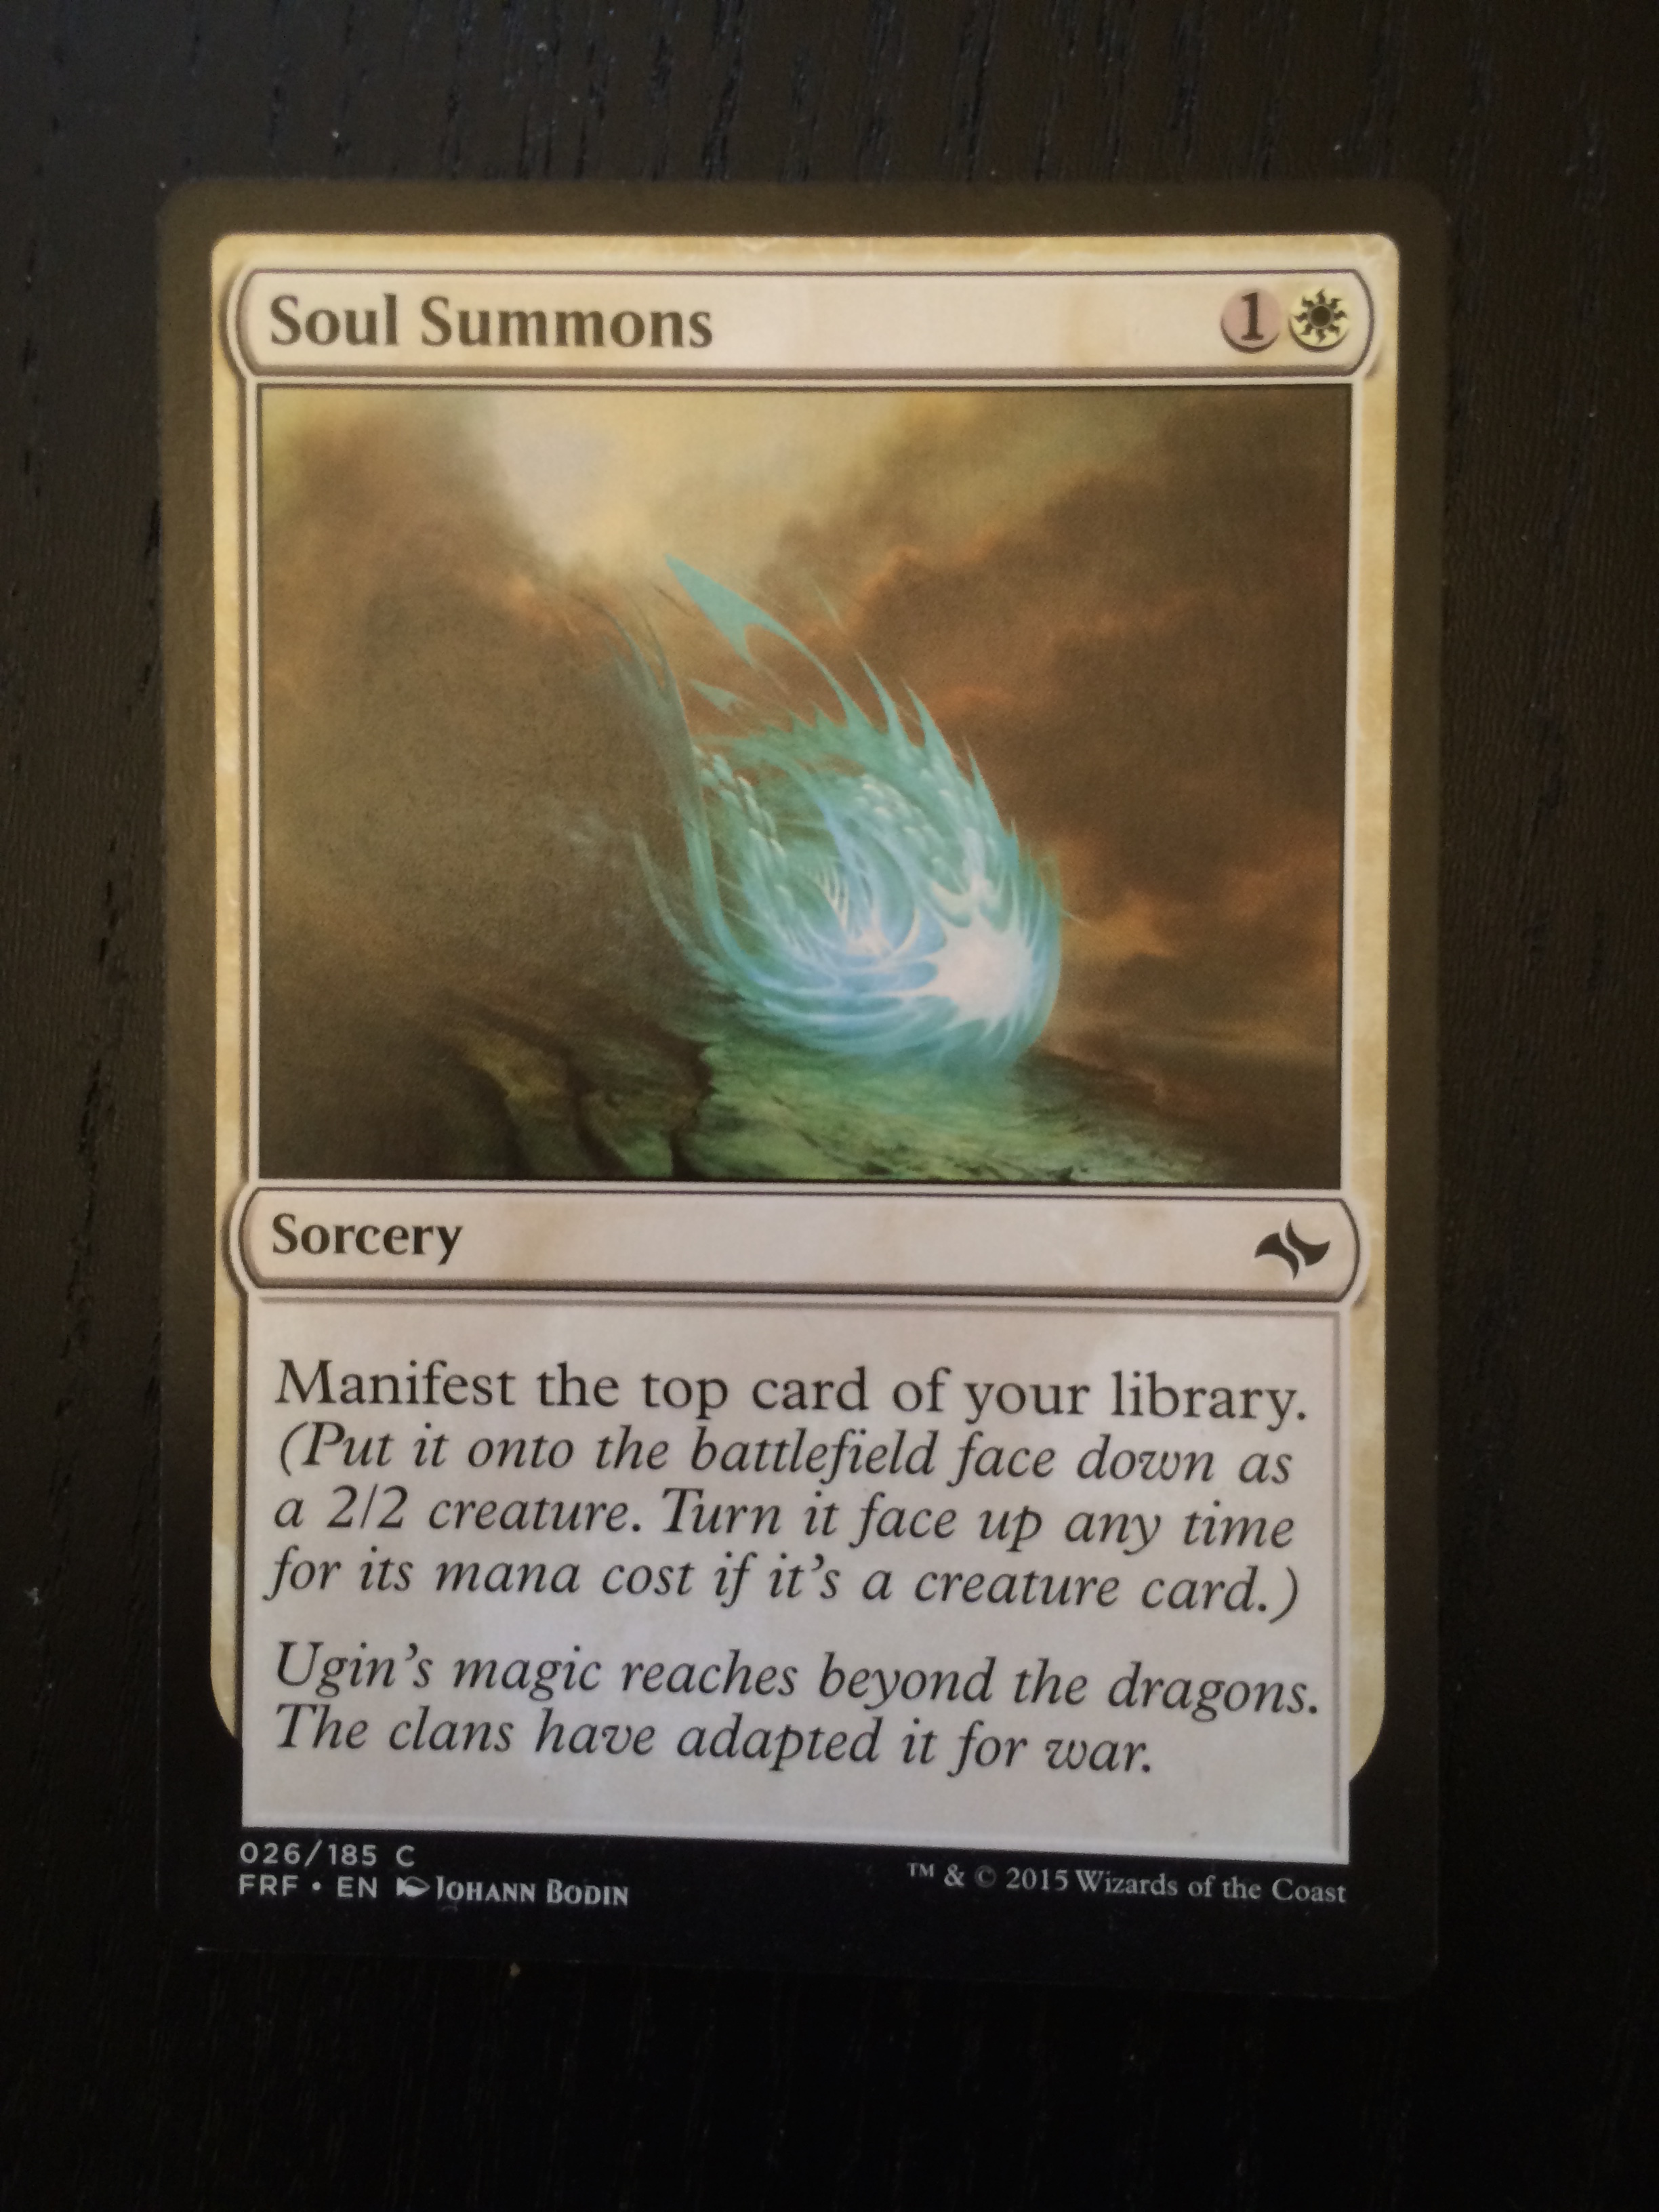 Soul Summons 1
Sorcery
Manifest the top card of your library.
(Put it onto the battlefield face down as
a 2/2 creature. Turn it face up any time
for its mana cost if it's a creature card.)
Ugin's magic reaches beyond the dragons.
The clans have adapted it for war.
026/185 C
FRF • EN Johann Bodin
™ & © 2015 Wizards of the Coast